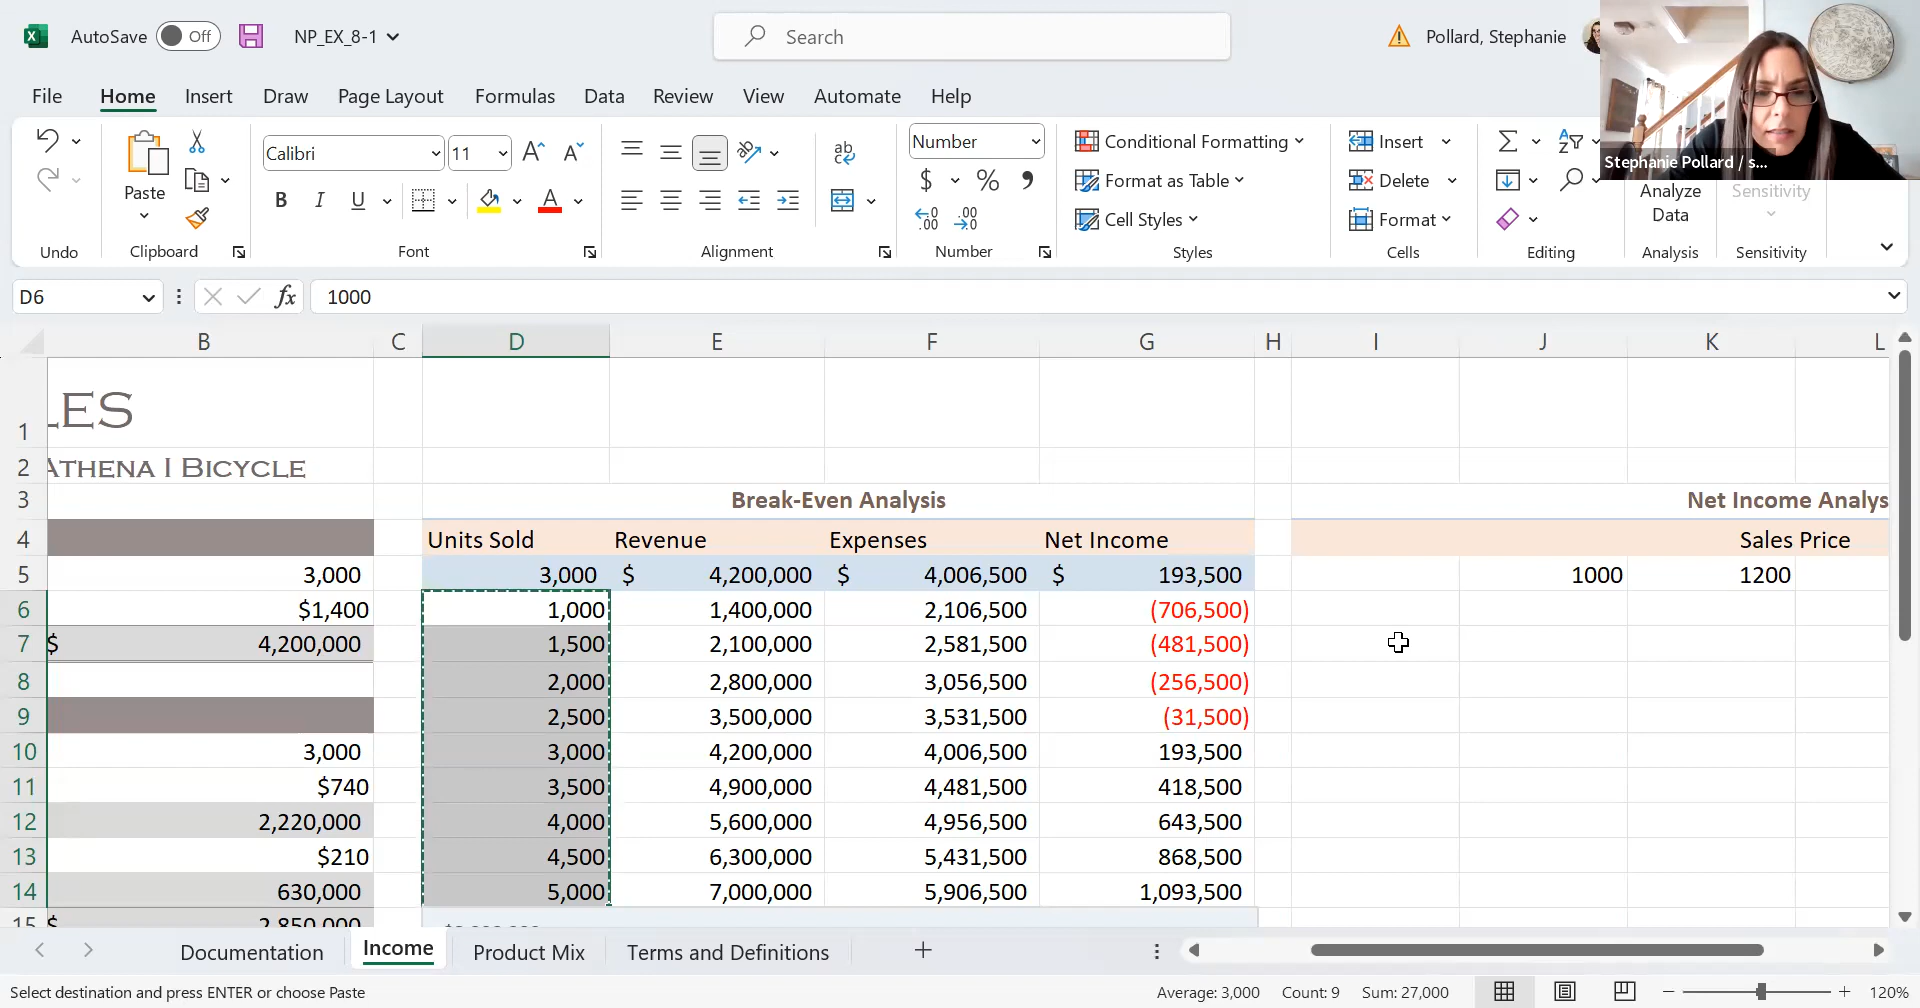 AutoSave Off NP_EX_8-1 Search Pollard, Stephanie
File Home Insert Draw Page Layout Formulas Data Review View Automate Help
Stephanie Pollard / s...
Paste
Calibri 11
B I U A
ab
Number
$ % ,
Conditional Formatting
Format as Table
Cell Styles
Insert
Delete
Format
Analyze Data
Sensitivity
Undo Clipboard Font Alignment Number Styles Cells Editing Analysis Sensitivity
D6 fx 1000
B C D E F G H I J K L
1 LES
2 Athena I Bicycle
3 Break-Even Analysis Net Income Analys
4 Units Sold Revenue Expenses Net Income Sales Price
5 3,000 3,000 $ 4,200,000 $ 4,006,500 $ 193,500 1000 1200
6 $1,400 1,000 1,400,000 2,106,500 (706,500)
7 $ 4,200,000 1,500 2,100,000 2,581,500 (481,500)
8 2,000 2,800,000 3,056,500 (256,500)
9 2,500 3,500,000 3,531,500 (31,500)
10 3,000 3,000 4,200,000 4,006,500 193,500
11 $740 3,500 4,900,000 4,481,500 418,500
12 2,220,000 4,000 5,600,000 4,956,500 643,500
13 $210 4,500 6,300,000 5,431,500 868,500
14 630,000 5,000 7,000,000 5,906,500 1,093,500
15 $ 2,850,000
Documentation Income Product Mix Terms and Definitions
Select destination and press ENTER or choose Paste Average: 3,000 Count: 9 Sum: 27,000 120%